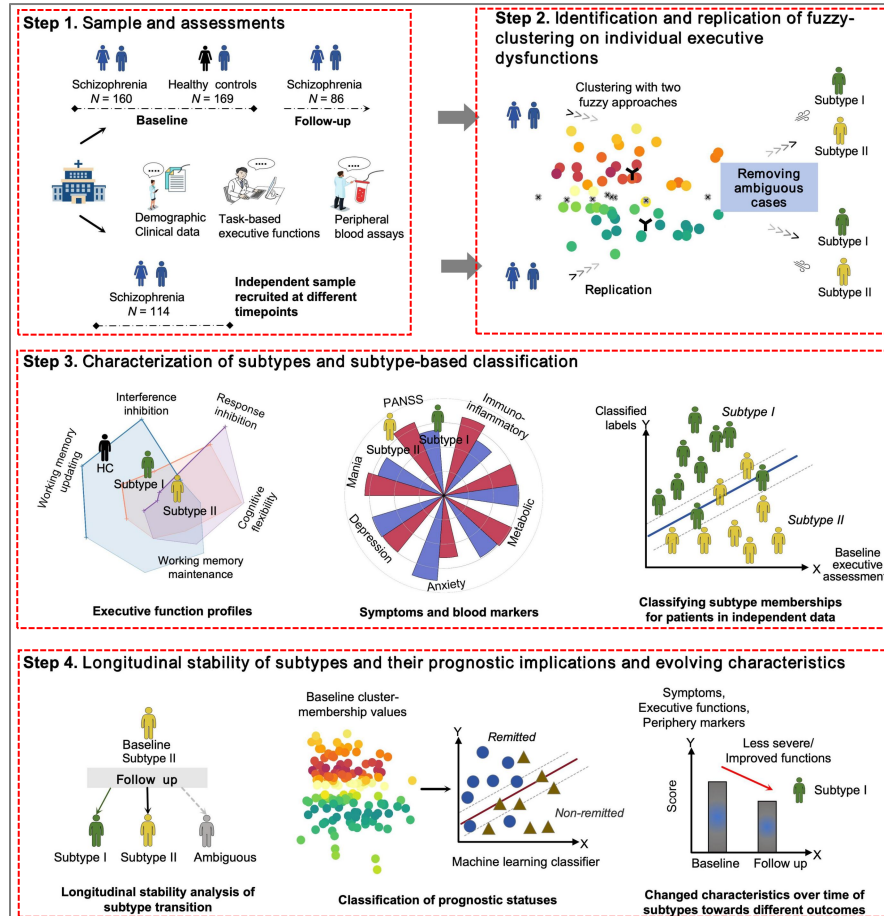 Step 1. Sample and assessments
Schizophrenia
N = 160
Healthy controls
N = 169
Schizophrenia
N = 86
Baseline
Follow-up
Demographic
Clinical data
Task-based
executive functions
Peripheral
blood assays
Schizophrenia
N = 114
Independent sample
recruited at different
timepoints
Step 2. Identification and replication of fuzzy-
clustering on individual executive
dysfunctions
Clustering with two
fuzzy approaches
Subtype I
Subtype II
Removing
ambiguous
cases
Subtype I
Subtype II
Replication
Step 3. Characterization of subtypes and subtype-based classification
Interference
inhibition
Response
inhibition
Working memory
updating
HC
Subtype I
Subtype II
Cognitive
flexibility
Working memory
maintenance
Executive function profiles
PANSS
Immuno-
inflammatory
Subtype I
Subtype II
Mania
Metabolic
Depression
Anxiety
Symptoms and blood markers
Classified
labels
Y
Subtype I
Subtype II
X
Baseline
executive
assessment
Classifying subtype memberships
for patients in independent data
Step 4. Longitudinal stability of subtypes and their prognostic implications and evolving characteristics
Baseline
Subtype II
Follow up
Subtype I
Subtype II
Ambiguous
Longitudinal stability analysis of
subtype transition
Baseline cluster-
membership values
Y
Remitted
Non-remitted
X
Machine learning classifier
Classification of prognostic statuses
Symptoms,
Executive functions,
Periphery markers
Y
Less severe/
Improved functions
Score
Subtype I
X
Baseline
Follow up
Changed characteristics over time of
subtypes towards different outcomes